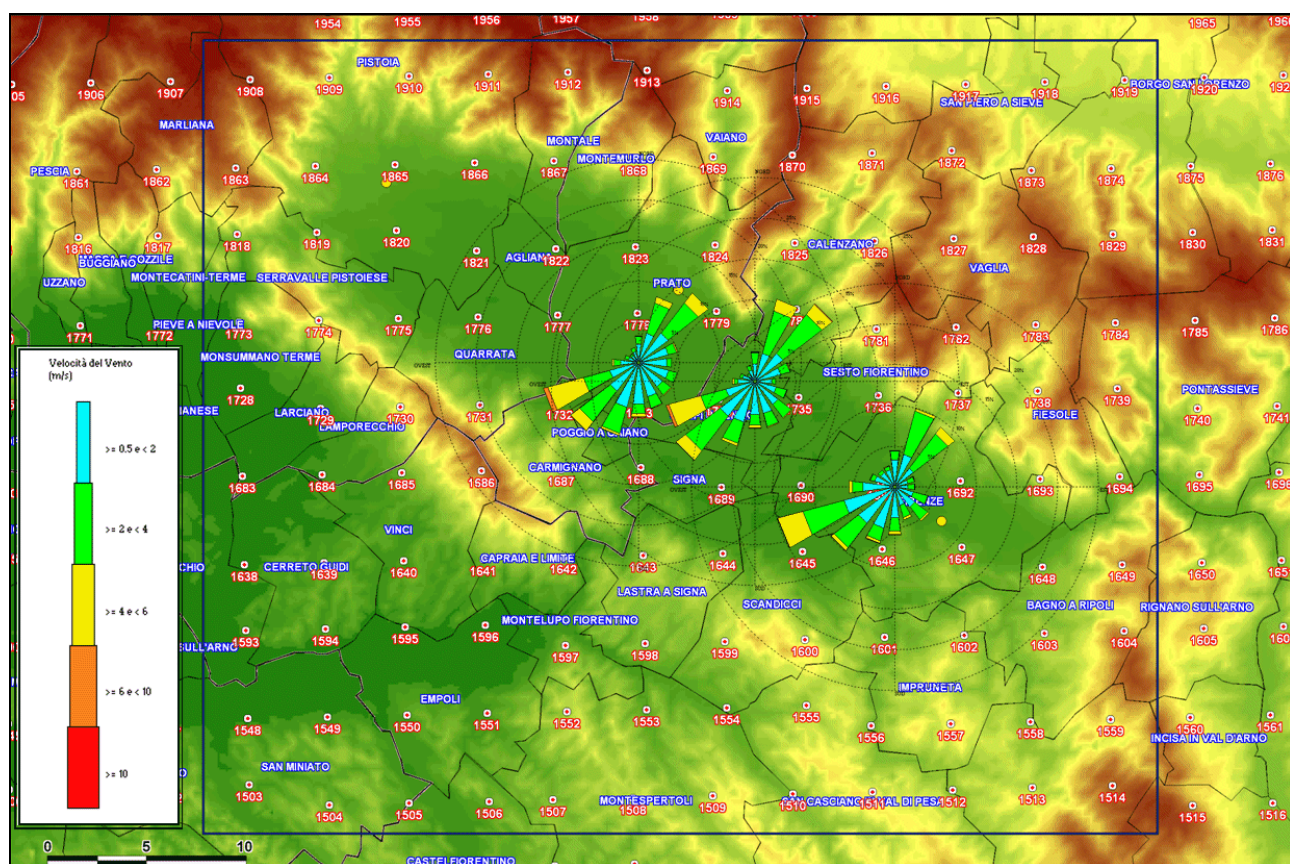 1954
1955
1956
1957
1958
1965
PISTOIA
1906
1907
1908
1909
1910
1911
1912
1913
1914
1915
1916
1917
1918
1919
1920
SAN PIERO A SIEVE
BORGO SAN LORENZO
MARLIANA
MONTALE
VAIANO
MONTEMURLO
PESCIA
1861
1862
1863
1864
1865
1866
1867
1868
1869
1870
1871
1872
1873
1874
1875
1876
1816
1817
1818
1819
1820
1821
1822
1823
1824
1825
1826
1827
1828
1829
1830
1831
AGLIANA
CALENZANO
BUGGIANO
MONTECATINI-TERME
SERRAVALLE PISTOIESE
UZZANO
PRATO
VAGLIA
1771
1772
1773
1774
1775
1776
1777
1778
1779
1781
1782
1783
1784
1785
1786
PIEVE A NIEVOLE
MONSUMMANO TERME
QUARRATA
SESTO FIORENTINO
PONTASSIEVE
Velocità del Vento
(m/s)
>= 0.5 e < 2
>= 2 e < 4
>= 4 e < 6
>= 6 e < 10
>= 10
1728
1729
1730
1731
1732
1735
1736
1737
1738
1739
1740
1741
LARCIANO
LAMPORECCHIO
POGGIO A CAIANO
FIESOLE
CARMIGNANO
SIGNA
1683
1684
1685
1686
1687
1688
1689
1690
1692
1693
1694
1695
1696
VINCI
1638
1639
1640
1641
1642
1643
1644
1645
1646
1647
1648
1649
1650
CERRETO GUIDI
CAPRAIA E LIMITE
LASTRA A SIGNA
SCANDICCI
BAGNO A RIPOLI
RIGNANO SULL'ARNO
MONTELUPO FIORENTINO
SULL'ARNO
1593
1594
1595
1596
1597
1598
1599
1600
1601
1602
1603
1604
1605
EMPOLI
IMPRUNETA
1548
1549
1550
1551
1552
1553
1554
1555
1556
1557
1558
1559
1560
1561
INCISA IN VAL D'ARNO
SAN MINIATO
1503
1504
1505
1506
1507
1508
1509
1510
1511
1512
1513
1514
1515
1516
MONTESPERTOLI
SAN CASCIANO IN VAL DI PESA
0 5 10
CASTELFIORENTINO